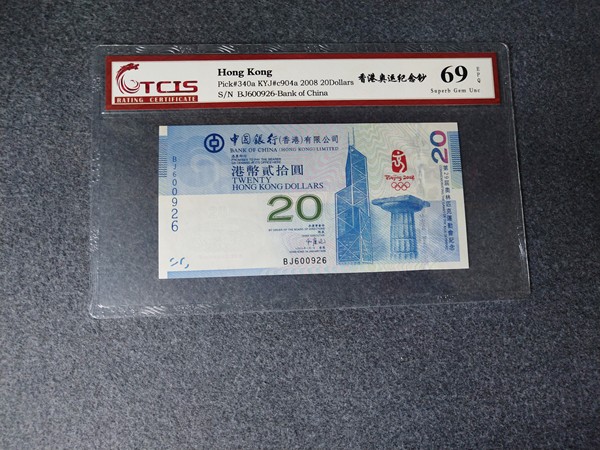 TCIS
RATING CERTIFICATE
Hong Kong
Pick#340a KYJ#c904a 2008 20Dollars
S/N BJ600926-Bank of China
香港奥运纪念钞
69
EPQ
Superb Gem Unc
中國銀行(香港)有限公司
BANK OF CHINA (HONG KONG) LIMITED
港幣貳拾圓
TWENTY
HONG KONG DOLLARS
20
BJ600926
BJ600926
Beijing 2008
20